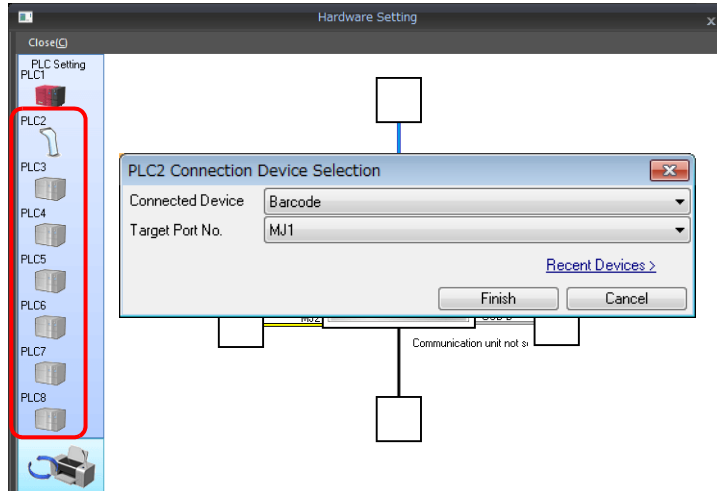 Hardware Setting
x
Close(C)
PLC Setting
PLC1
PLC2
PLC3
PLC4
PLC5
PLC6
PLC7
PLC8
PLC2 Connection Device Selection
Connected Device Barcode
Target Port No. MJ1
Recent Devices >
Finish Cancel
MJ2
Communication unit not